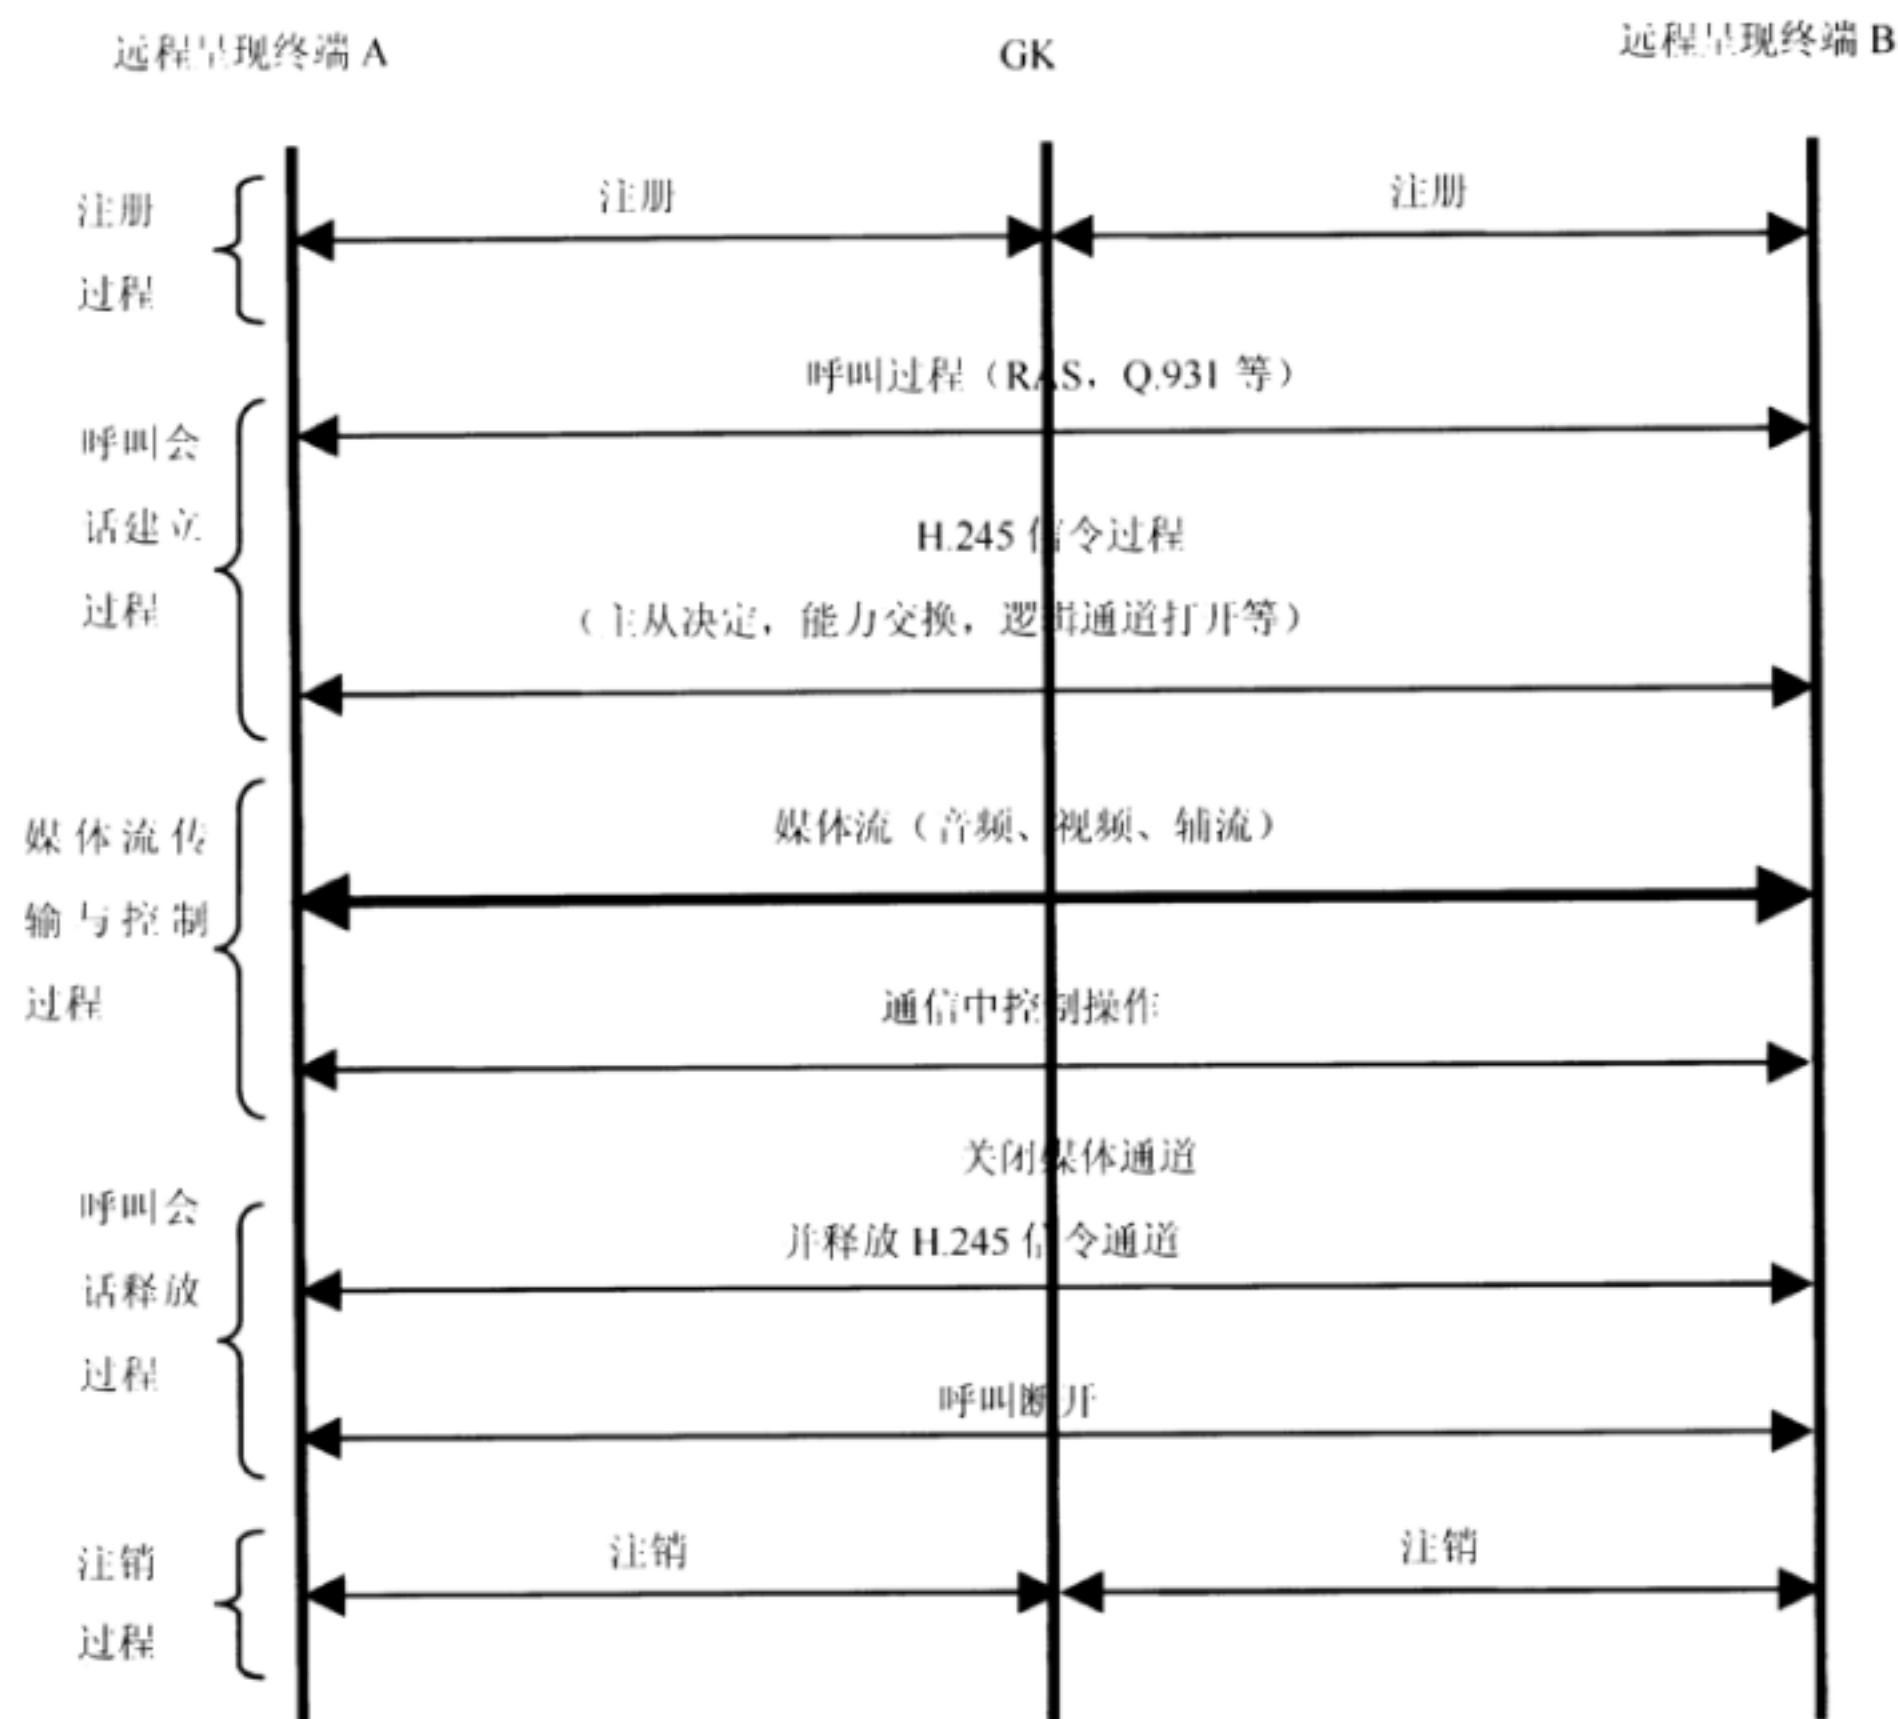 远程呈现终端 A
GK
远程呈现终端 B
注册
注册
注册
过程
呼叫过程（RAS，Q.931 等）
呼叫会
话建立
过程
H.245 信令过程
（主从决定，能力交换，逻辑通道打开等）
媒体流（音频、视频、辅流）
媒体流传
输与控制
过程
通信中控制操作
关闭媒体通道
并释放 H.245 信令通道
呼叫会
话释放
过程
呼叫断开
注销
注销
注销
过程